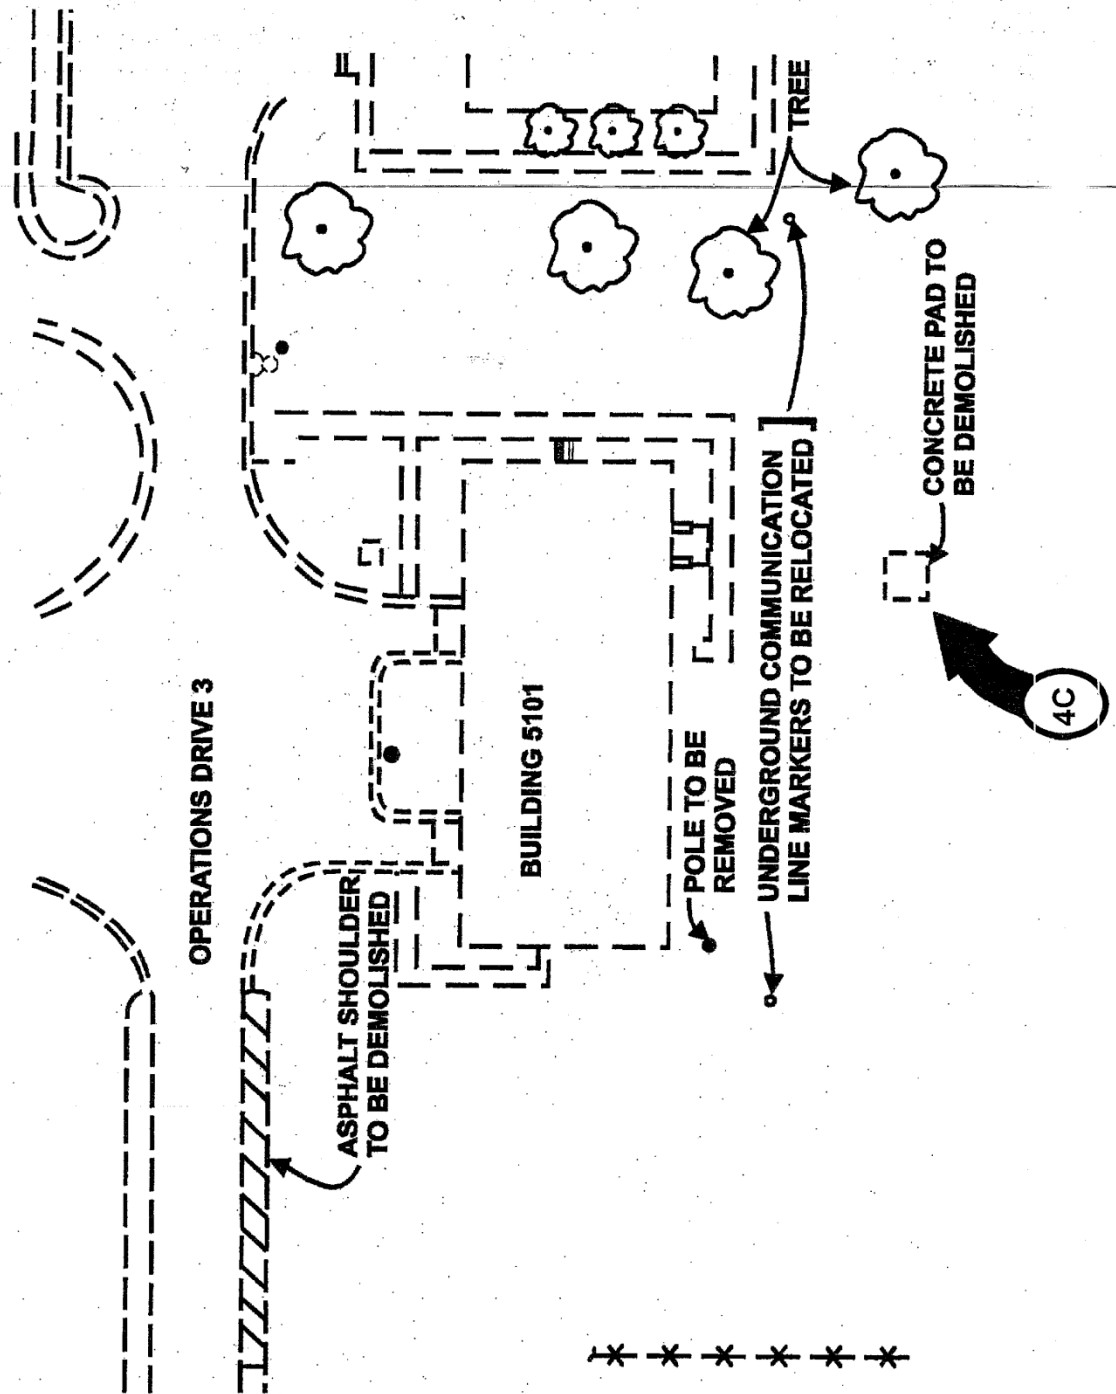 OPERATIONS DRIVE 3
ASPHALT SHOULDER
TO BE DEMOLISHED
BUILDING 5101
POLE TO BE
REMOVED
UNDERGROUND COMMUNICATION
LINE MARKERS TO BE RELOCATED
TREE
CONCRETE PAD TO
BE DEMOLISHED
4C